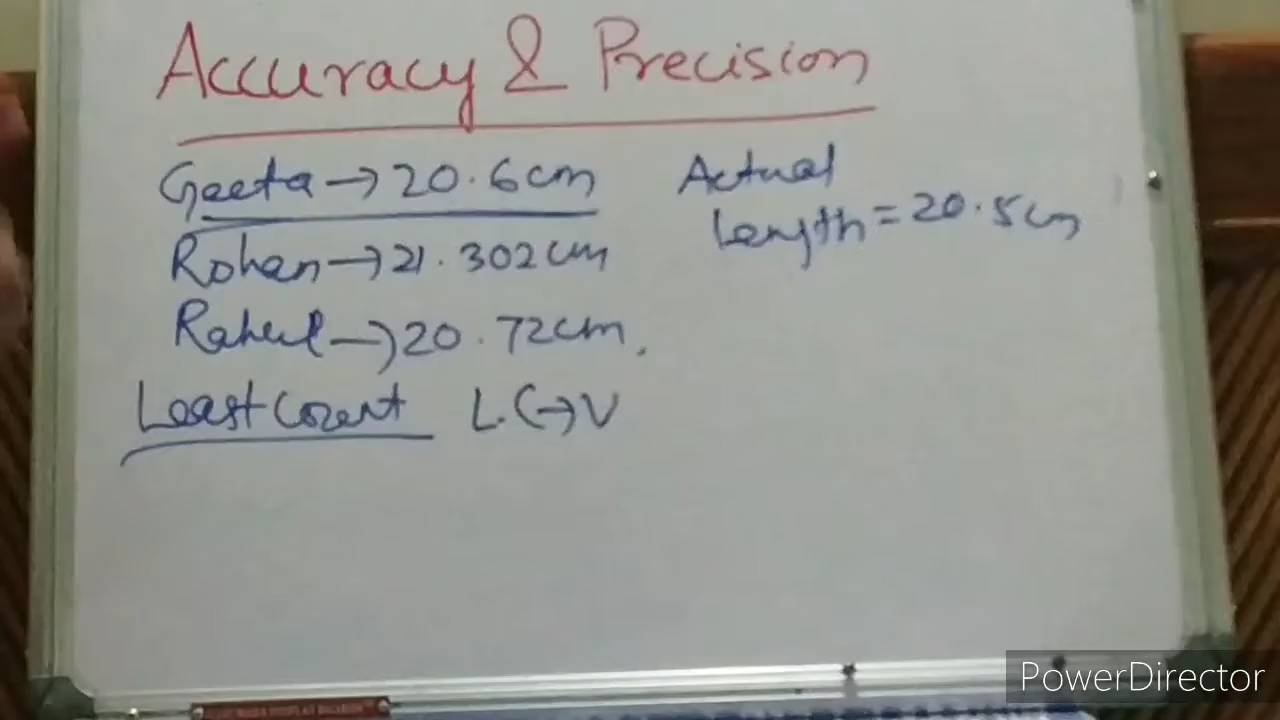 Accuracy & Precision
Geeta → 20.6cm
Actual
Length = 20.5cm
Rohan → 21.302cm
Rahul → 20.72cm.
Least Count L.C → V
PowerDirector